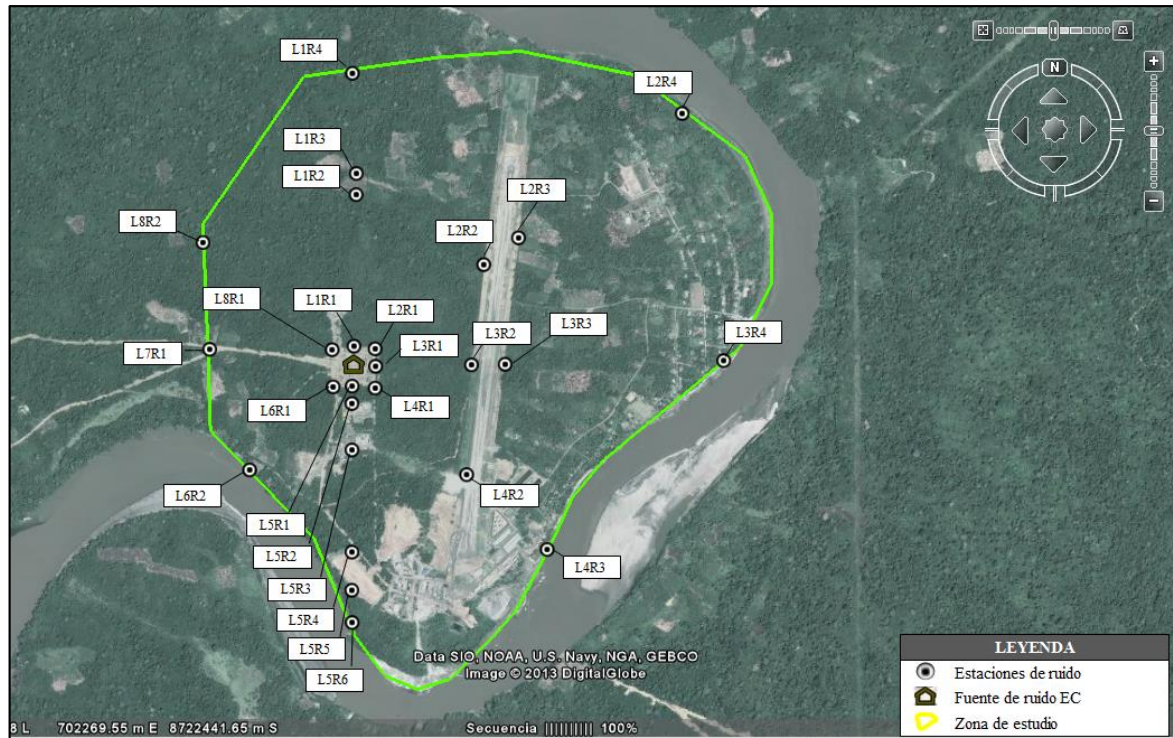 L1R4
L2R4
N
L1R3
L1R2
L2R3
L8R2
L2R2
L8R1
L1R1
L2R1
L3R1
L3R2
L3R3
L3R4
L7R1
L6R1
L4R1
L6R2
L4R2
L5R1
L5R2
L4R3
L5R3
L5R4
L5R5
L5R6
Data SIO, NOAA, U.S. Navy, NGA, GEBCO
Image © 2013 DigitalGlobe
8 L 702269.55 m E 8722441.65 m S
Secuencia |||||||||| 100%
LEYENDA
Estaciones de ruido
Fuente de ruido EC
Zona de estudio